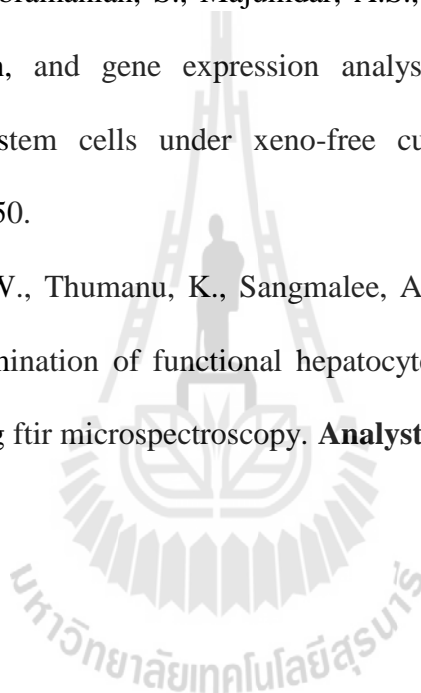 bramanian, S., Majumdar, A.S.,
, and gene expression analys
stem cells under xeno-free cu
50.
V., Thumanu, K., Sangmalee, A
nination of functional hepatocyte
g ftir microspectroscopy. Analyst
มหาวิทยาลัยเทคโนโลยีสุรนารี